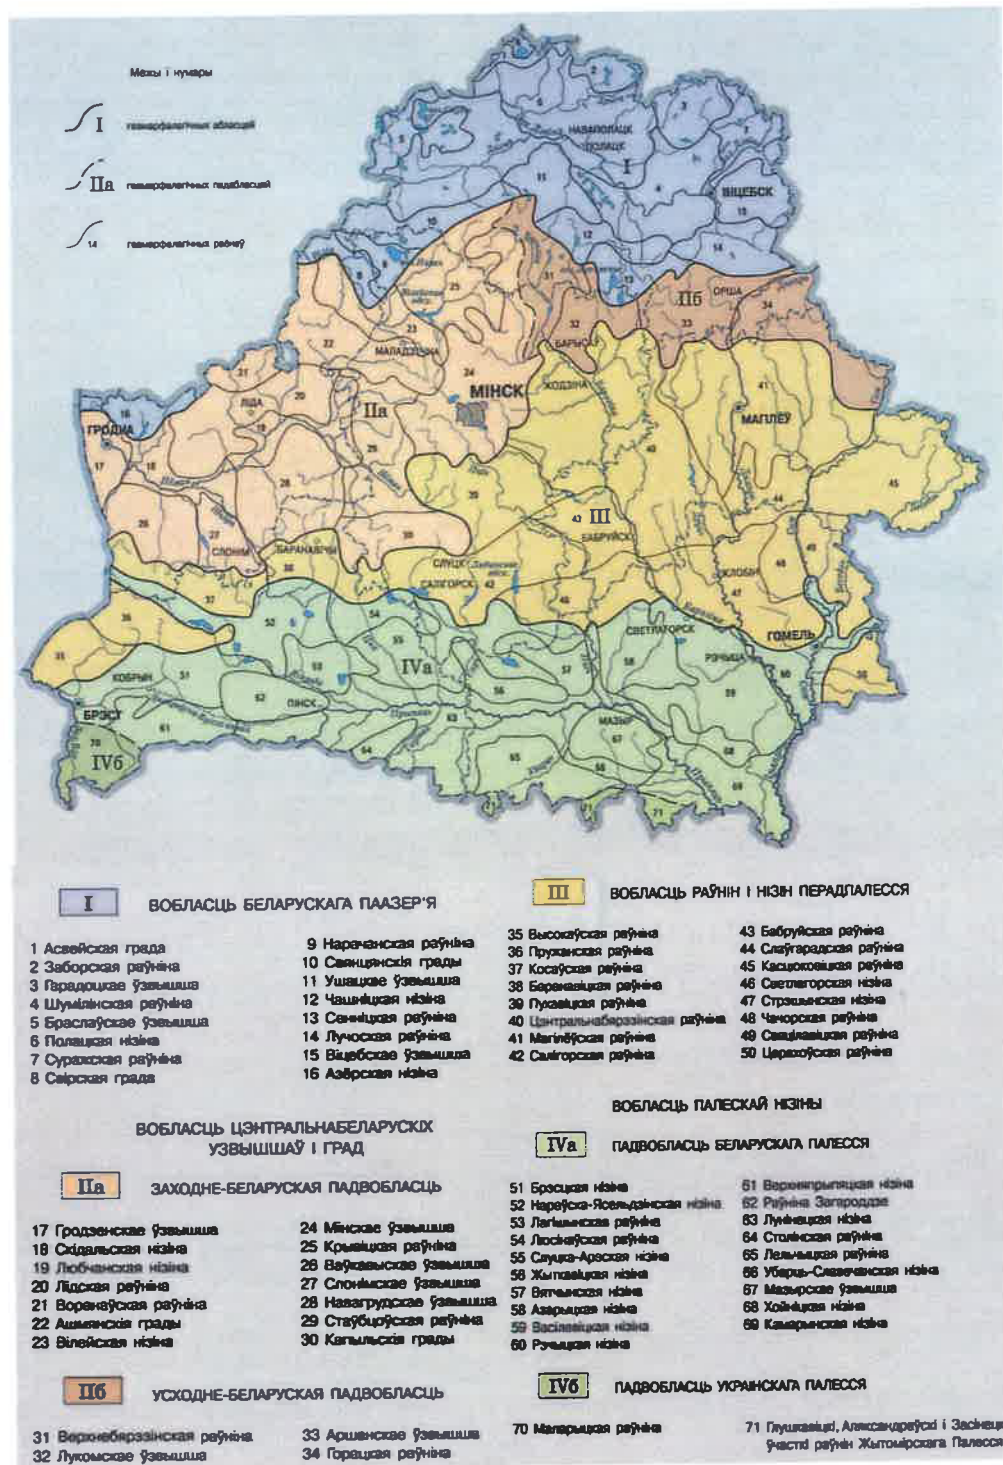 Межы і нумары
I геамарфалагічных абласцей
IIа геамарфалагічных падабласцей
14 геамарфалагічных раёнаў
НАВАПОЛАЦК
ПОЛАЦК
I
ВІЦЕБСК
IIб
ОРША
БАРЫСАЎ
МАЛАДЗЕЧНА
МІНСК
ЖОДЗІНА
ЛІДА
IIа
ГРОДНА
МАГІЛЁЎ
III
БАБРУЙСК
СЛОНІМ
БАРАНАВІЧЫ
СЛУЦК
САЛІГОРСК
ЖЛОБІН
СВЕТЛАГОРСК
ГОМЕЛЬ
РЭЧЫЦА
IVа
КОБРЫН
ПІНСК
БРЭСТ
МАЗЫР
IVб
I ВОБЛАСЦЬ БЕЛАРУСКАГА ПААЗЕР'Я
1 Асвейская града
2 Заборская раўніна
3 Гарадоцкае ўзвышша
4 Шумілінская раўніна
5 Браслаўскае ўзвышша
6 Полацкая нізіна
7 Суражская раўніна
8 Свірская града
9 Нарачанская раўніна
10 Свянцянскія грады
11 Ушацкае ўзвышша
12 Чашніцкая нізіна
13 Сенніцкая раўніна
14 Лучоская раўніна
15 Віцебскае ўзвышша
16 Азёрская нізіна
ВОБЛАСЦЬ ЦЭНТРАЛЬНАБЕЛАРУСКІХ
УЗВЫШШАЎ І ГРАД
IIа ЗАХОДНЕ-БЕЛАРУСКАЯ ПАДВОБЛАСЦЬ
17 Гродзенскае ўзвышша
18 Скідальская нізіна
19 Любчанская нізіна
20 Лідская раўніна
21 Воранаўская раўніна
22 Ашмянскія грады
23 Вілейская нізіна
24 Мінскае ўзвышша
25 Крывіцкая раўніна
26 Ваўкавыскае ўзвышша
27 Слонімскае ўзвышша
28 Навагрудскае ўзвышша
29 Стаўбцоўская раўніна
30 Капыльскія грады
IIб УСХОДНЕ-БЕЛАРУСКАЯ ПАДВОБЛАСЦЬ
31 Верхнебярэзінская раўніна
32 Лукомскае ўзвышша
33 Аршанскае ўзвышша
34 Горацкая раўніна
III ВОБЛАСЦЬ РАЎНІН І НІЗІН ПЕРАДПАЛЕССЯ
35 Высокаўская раўніна
36 Пружанская раўніна
37 Косаўская раўніна
38 Баранавіцкая раўніна
39 Пухавіцкая раўніна
40 Цэнтральнабярэзінская раўніна
41 Магілёўская раўніна
42 Салігорская раўніна
43 Бабруйская раўніна
44 Слаўгарадская раўніна
45 Касцюковіцкая раўніна
46 Светлагорская нізіна
47 Стрэшынская нізіна
48 Чачорская раўніна
49 Свяцілавіцкая раўніна
50 Церахоўская раўніна
ВОБЛАСЦЬ ПАЛЕСКАЙ НІЗІНЫ
IVа ПАДВОБЛАСЦЬ БЕЛАРУСКАГА ПАЛЕССЯ
51 Брэсцкая нізіна
52 Нараўска-Ясельдзінская нізіна
53 Лагішынская раўніна
54 Люсінаўская раўніна
55 Слуцка-Арэская нізіна
56 Жыткавіцкая нізіна
57 Вятчынская нізіна
58 Азарыцкая нізіна
59 Васілевіцкая нізіна
60 Рэчыцкая нізіна
61 Верхняпрыпяцкая нізіна
62 Раўніна Загароддзе
63 Лунінецкая нізіна
64 Столінская раўніна
65 Лельчыцкая раўніна
66 Убарць-Славечанская нізіна
67 Мазырскае ўзвышша
68 Хойніцкая нізіна
69 Камарынская нізіна
IVб ПАДВОБЛАСЦЬ УКРАІНСКАГА ПАЛЕССЯ
70 Маларыцкая раўніна
71 Глушкавіцкі, Аляксандраўскі і Засінецкі
ўчасткі раўнін Жытомірскага Палесся